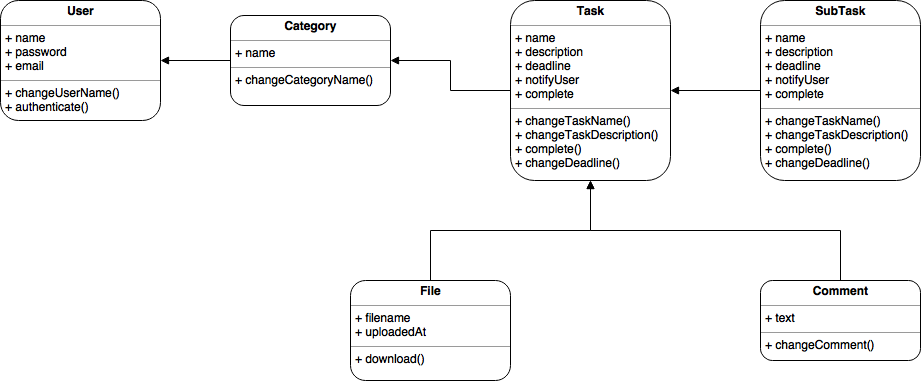 User
+ name
+ password
+ email
+ changeUserName()
+ authenticate()
Category
+ name
+ changeCategoryName()
Task
+ name
+ description
+ deadline
+ notifyUser
+ complete
+ changeTaskName()
+ changeTaskDescription()
+ complete()
+ changeDeadline()
SubTask
+ name
+ description
+ deadline
+ notifyUser
+ complete
+ changeTaskName()
+ changeTaskDescription()
+ complete()
+ changeDeadline()
File
+ filename
+ uploadedAt
+ download()
Comment
+ text
+ changeComment()